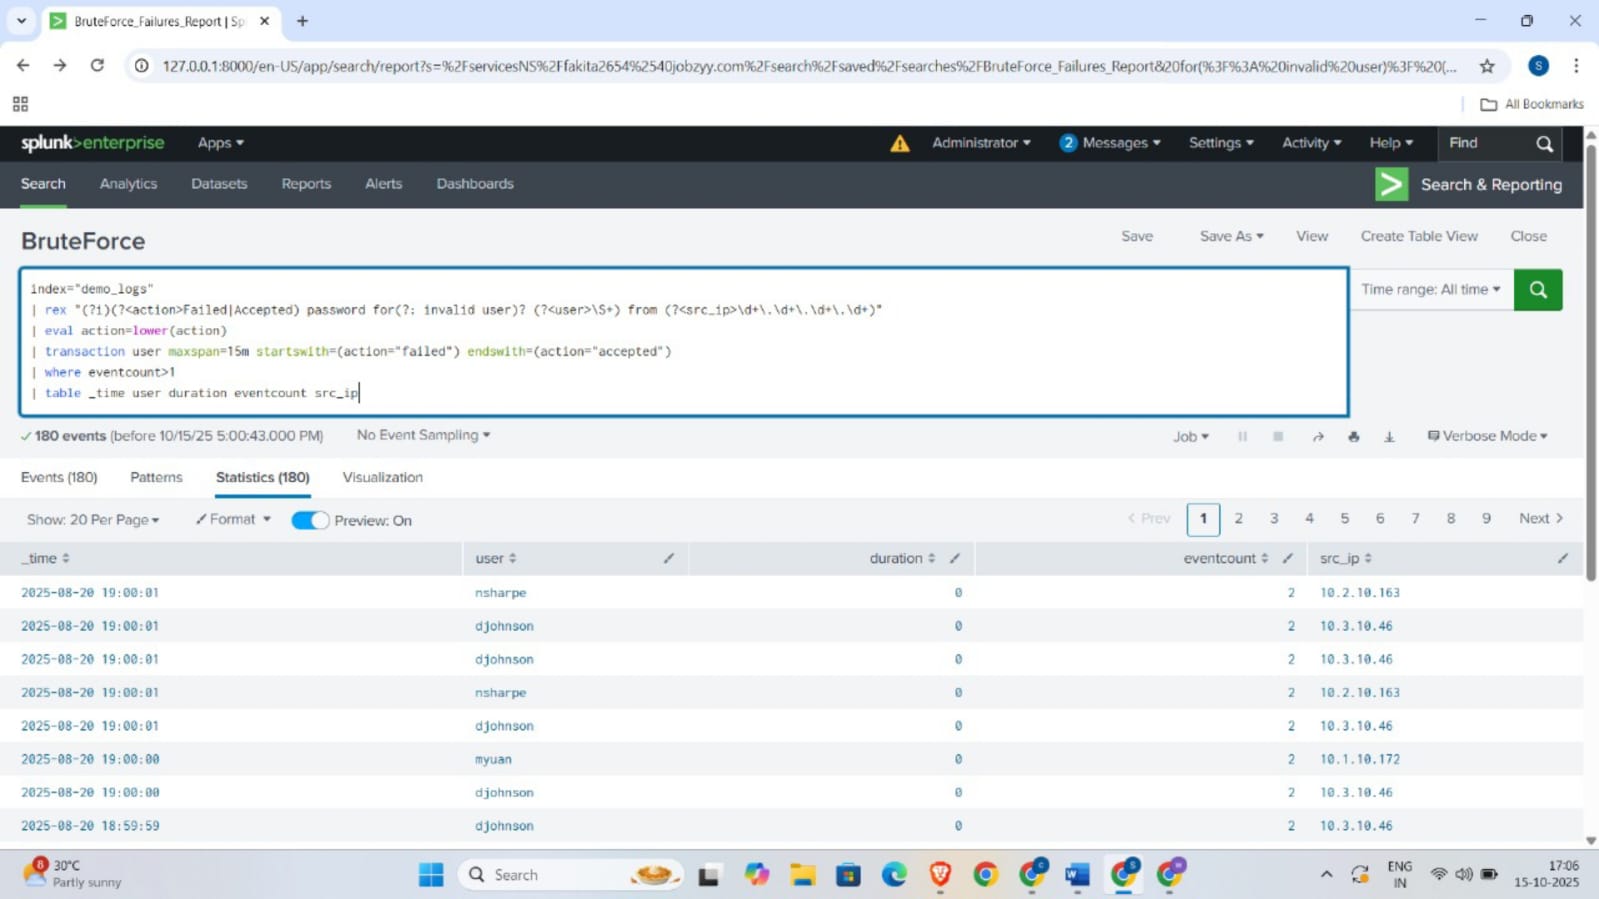 BruteForce_Failures_Report | Sp
127.0.0.1:8000/en-US/app/search/report?s=%2FservicesNS%2Ffakita2654%2540jobzyy.com%2Fsearch%2Fsaved%2Fsearches%2FBruteForce_Failures_Report&20for(%3F%3A%20invalid%20user)%3F%20(...
S
All Bookmarks
splunk>enterprise Apps
Administrator 2 Messages Settings Activity Help Find
Search Analytics Datasets Reports Alerts Dashboards
Search & Reporting
BruteForce
Save Save As View Create Table View Close
index="demo_logs"
| rex "(?i)(?<action>Failed|Accepted) password for(?: invalid user)? (?<user>\S+) from (?<src_ip>\d+\.\d+\.\d+\.\d+)"
| eval action=lower(action)
| transaction user maxspan=15m startswith=(action="failed") endswith=(action="accepted")
| where eventcount>1
| table _time user duration eventcount src_ip
Time range: All time
180 events (before 10/15/25 5:00:43.000 PM) No Event Sampling
Job Verbose Mode
Events (180) Patterns Statistics (180) Visualization
Show: 20 Per Page Format Preview: On
< Prev 1 2 3 4 5 6 7 8 9 Next >
_time user duration eventcount src_ip
2025-08-20 19:00:01 nsharpe 0 2 10.2.10.163
2025-08-20 19:00:01 djohnson 0 2 10.3.10.46
2025-08-20 19:00:01 djohnson 0 2 10.3.10.46
2025-08-20 19:00:01 nsharpe 0 2 10.2.10.163
2025-08-20 19:00:01 djohnson 0 2 10.3.10.46
2025-08-20 19:00:00 myuan 0 2 10.1.10.172
2025-08-20 19:00:00 djohnson 0 2 10.3.10.46
2025-08-20 18:59:59 djohnson 0 2 10.3.10.46
8
30°C
Partly sunny
Search
ENG
IN
17:06
15-10-2025